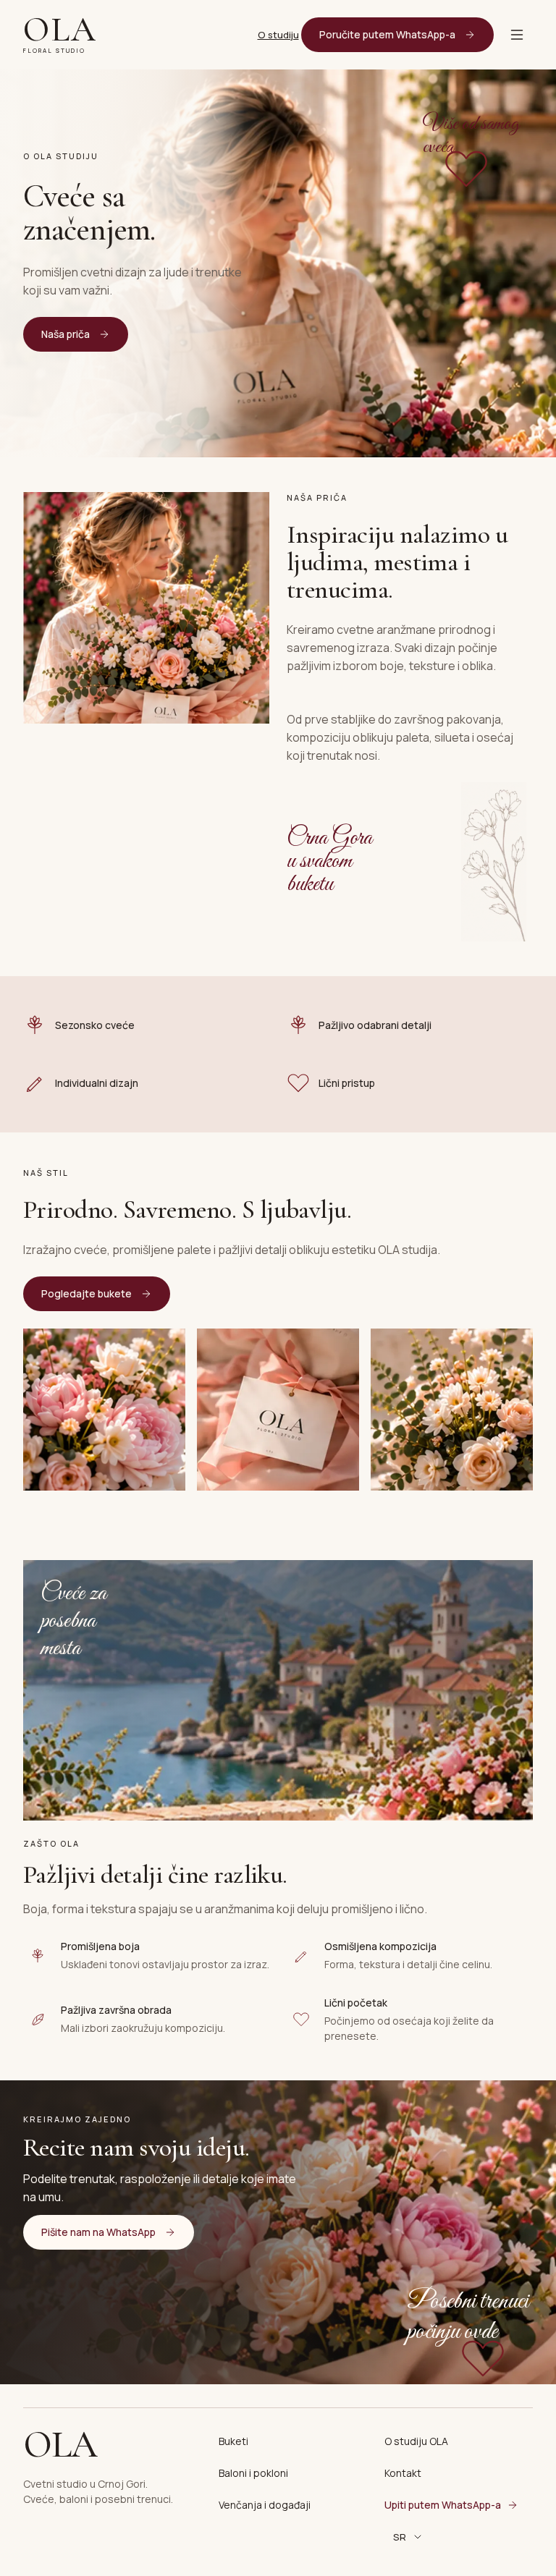 OLA
FLORAL STUDIO
O studiju
Poručite putem WhatsApp-a
Više od samog
cveća
O OLA STUDIJU
Cveće sa
značenjem.
Promišljen cvetni dizajn za ljude i trenutke
koji su vam važni.
Naša priča
OLA
FLORAL STUDIO
NAŠA PRIČA
Inspiraciju nalazimo u
ljudima, mestima i
trenucima.
Kreiramo cvetne aranžmane prirodnog i
savremenog izraza. Svaki dizajn počinje
pažljivim izborom boje, teksture i oblika.
OLA
Od prve stabljike do završnog pakovanja,
kompoziciju oblikuju paleta, silueta i osećaj
koji trenutak nosi.
Crna Gora
u svakom
buketu
Sezonsko cveće
Pažljivo odabrani detalji
Individualni dizajn
Lični pristup
NAŠ STIL
Prirodno. Savremeno. S ljubavlju.
Izražajno cveće, promišljene palete i pažljivi detalji oblikuju estetiku OLA studija.
Pogledajte bukete
OLA
FLORAL STUDIO
Cveće za
posebna
mesta
ZAŠTO OLA
Pažljivi detalji čine razliku.
Boja, forma i tekstura spajaju se u aranžmanima koji deluju promišljeno i lično.
Promišljena boja
Usklađeni tonovi ostavljaju prostor za izraz.
Osmišljena kompozicija
Forma, tekstura i detalji čine celinu.
Pažljiva završna obrada
Mali izbori zaokružuju kompoziciju.
Lični početak
Počinjemo od osećaja koji želite da
prenesete.
KREIRAJMO ZAJEDNO
Recite nam svoju ideju.
Podelite trenutak, raspoloženje ili detalje koje imate
na umu.
Pišite nam na WhatsApp
Posebni trenuci
počinju ovde
OLA
Cvetni studio u Crnoj Gori.
Cveće, baloni i posebni trenuci.
Buketi
Baloni i pokloni
Venčanja i događaji
O studiju OLA
Kontakt
Upiti putem WhatsApp-a
SR